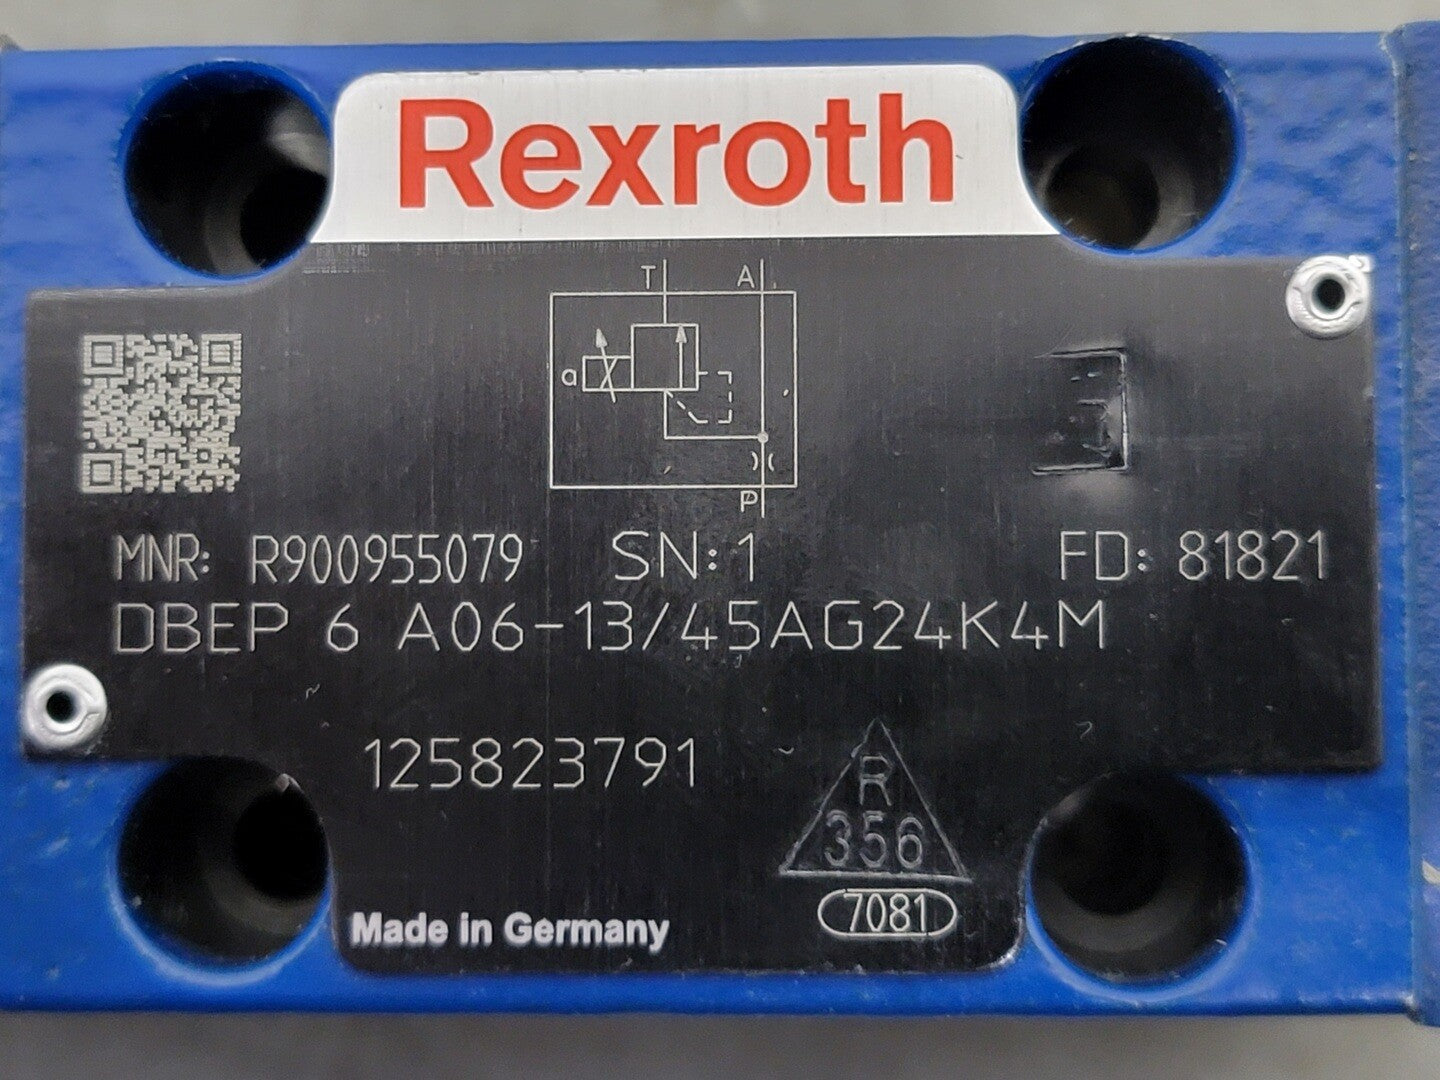 Rexroth
T A
a
P
MNR: R900955079 SN: 1 FD: 81821
DBEP 6 A06-13/45AG24K4M
125823791
R
356
7081
Made in Germany